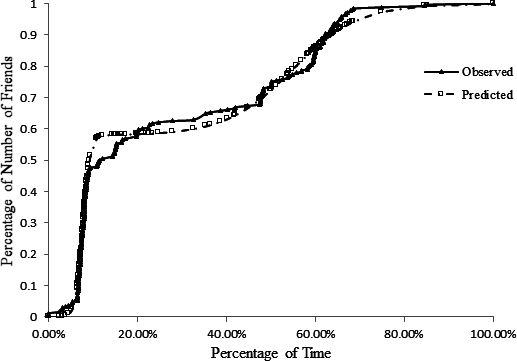 1
0.9
0.8
0.7
0.6
0.5
0.4
0.3
0.2
0.1
0
Percentage of Number of Friends
Observed
Predicted
0.00% 20.00% 40.00% 60.00% 80.00% 100.00%
Percentage of Time